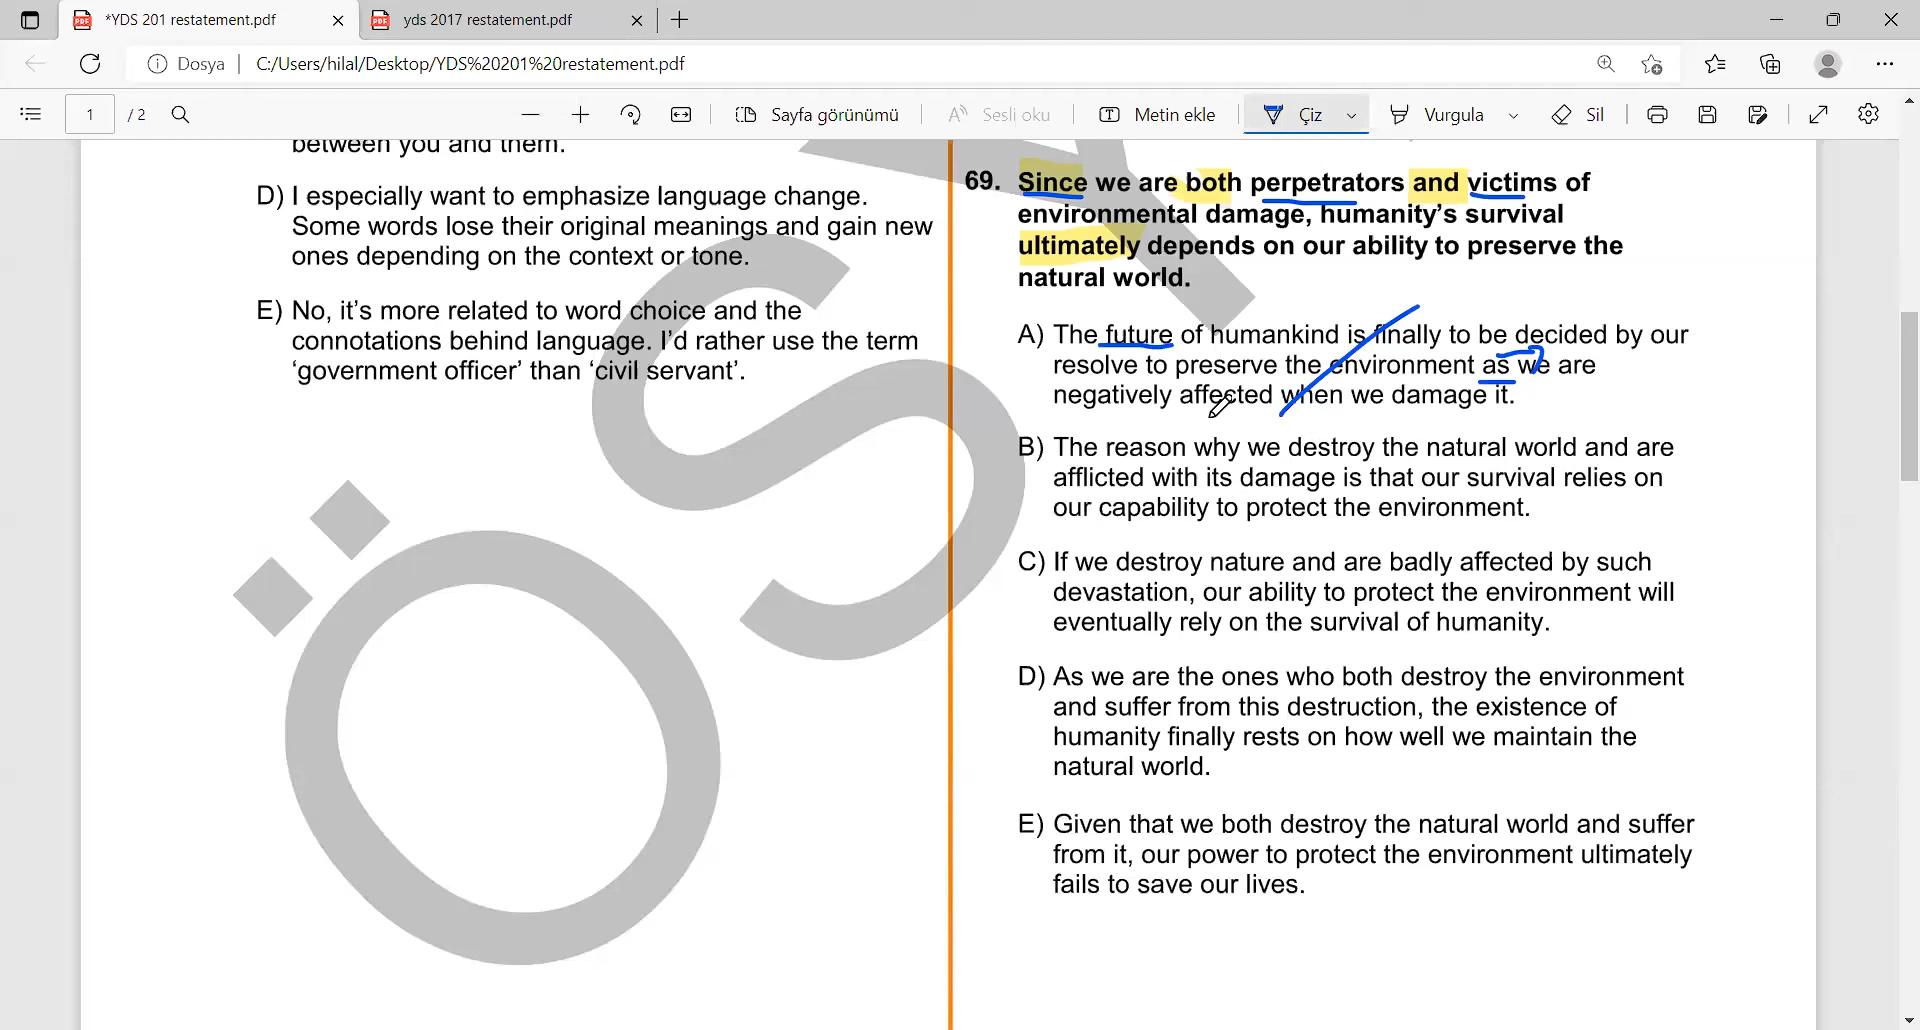 *YDS 201 restatement.pdf
yds 2017 restatement.pdf
Dosya
C:/Users/hilal/Desktop/YDS%20201%20restatement.pdf
1
/ 2
Sayfa görünümü
Sesli oku
Metin ekle
Çiz
Vurgula
Sil
between you and them.
D) I especially want to emphasize language change.
Some words lose their original meanings and gain new
ones depending on the context or tone.
E) No, it’s more related to word choice and the
connotations behind language. I’d rather use the term
‘government officer’ than ‘civil servant’.
69. Since we are both perpetrators and victims of
environmental damage, humanity’s survival
ultimately depends on our ability to preserve the
natural world.
A) The future of humankind is finally to be decided by our
resolve to preserve the environment as we are
negatively affected when we damage it.
B) The reason why we destroy the natural world and are
afflicted with its damage is that our survival relies on
our capability to protect the environment.
C) If we destroy nature and are badly affected by such
devastation, our ability to protect the environment will
eventually rely on the survival of humanity.
D) As we are the ones who both destroy the environment
and suffer from this destruction, the existence of
humanity finally rests on how well we maintain the
natural world.
E) Given that we both destroy the natural world and suffer
from it, our power to protect the environment ultimately
fails to save our lives.
ÖSY